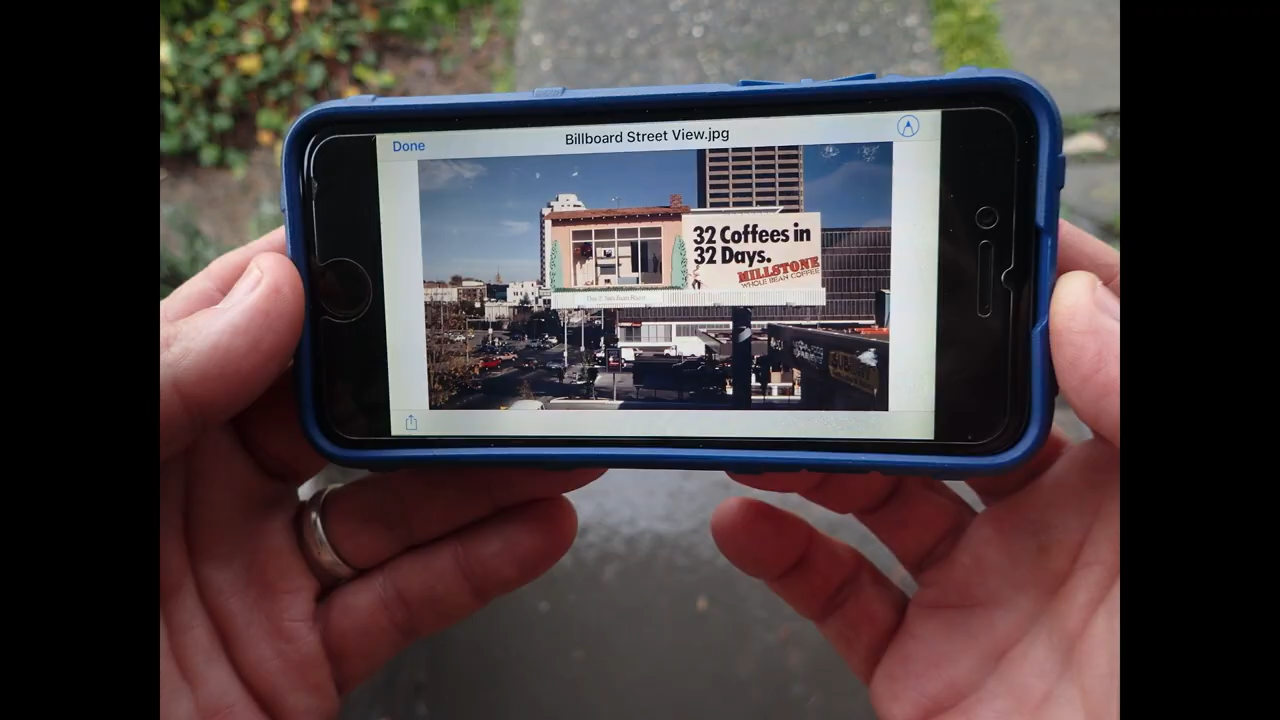 Done
Billboard Street View.jpg
32 Coffees in
32 Days.
MILLSTONE
WHOLE BEAN COFFEE